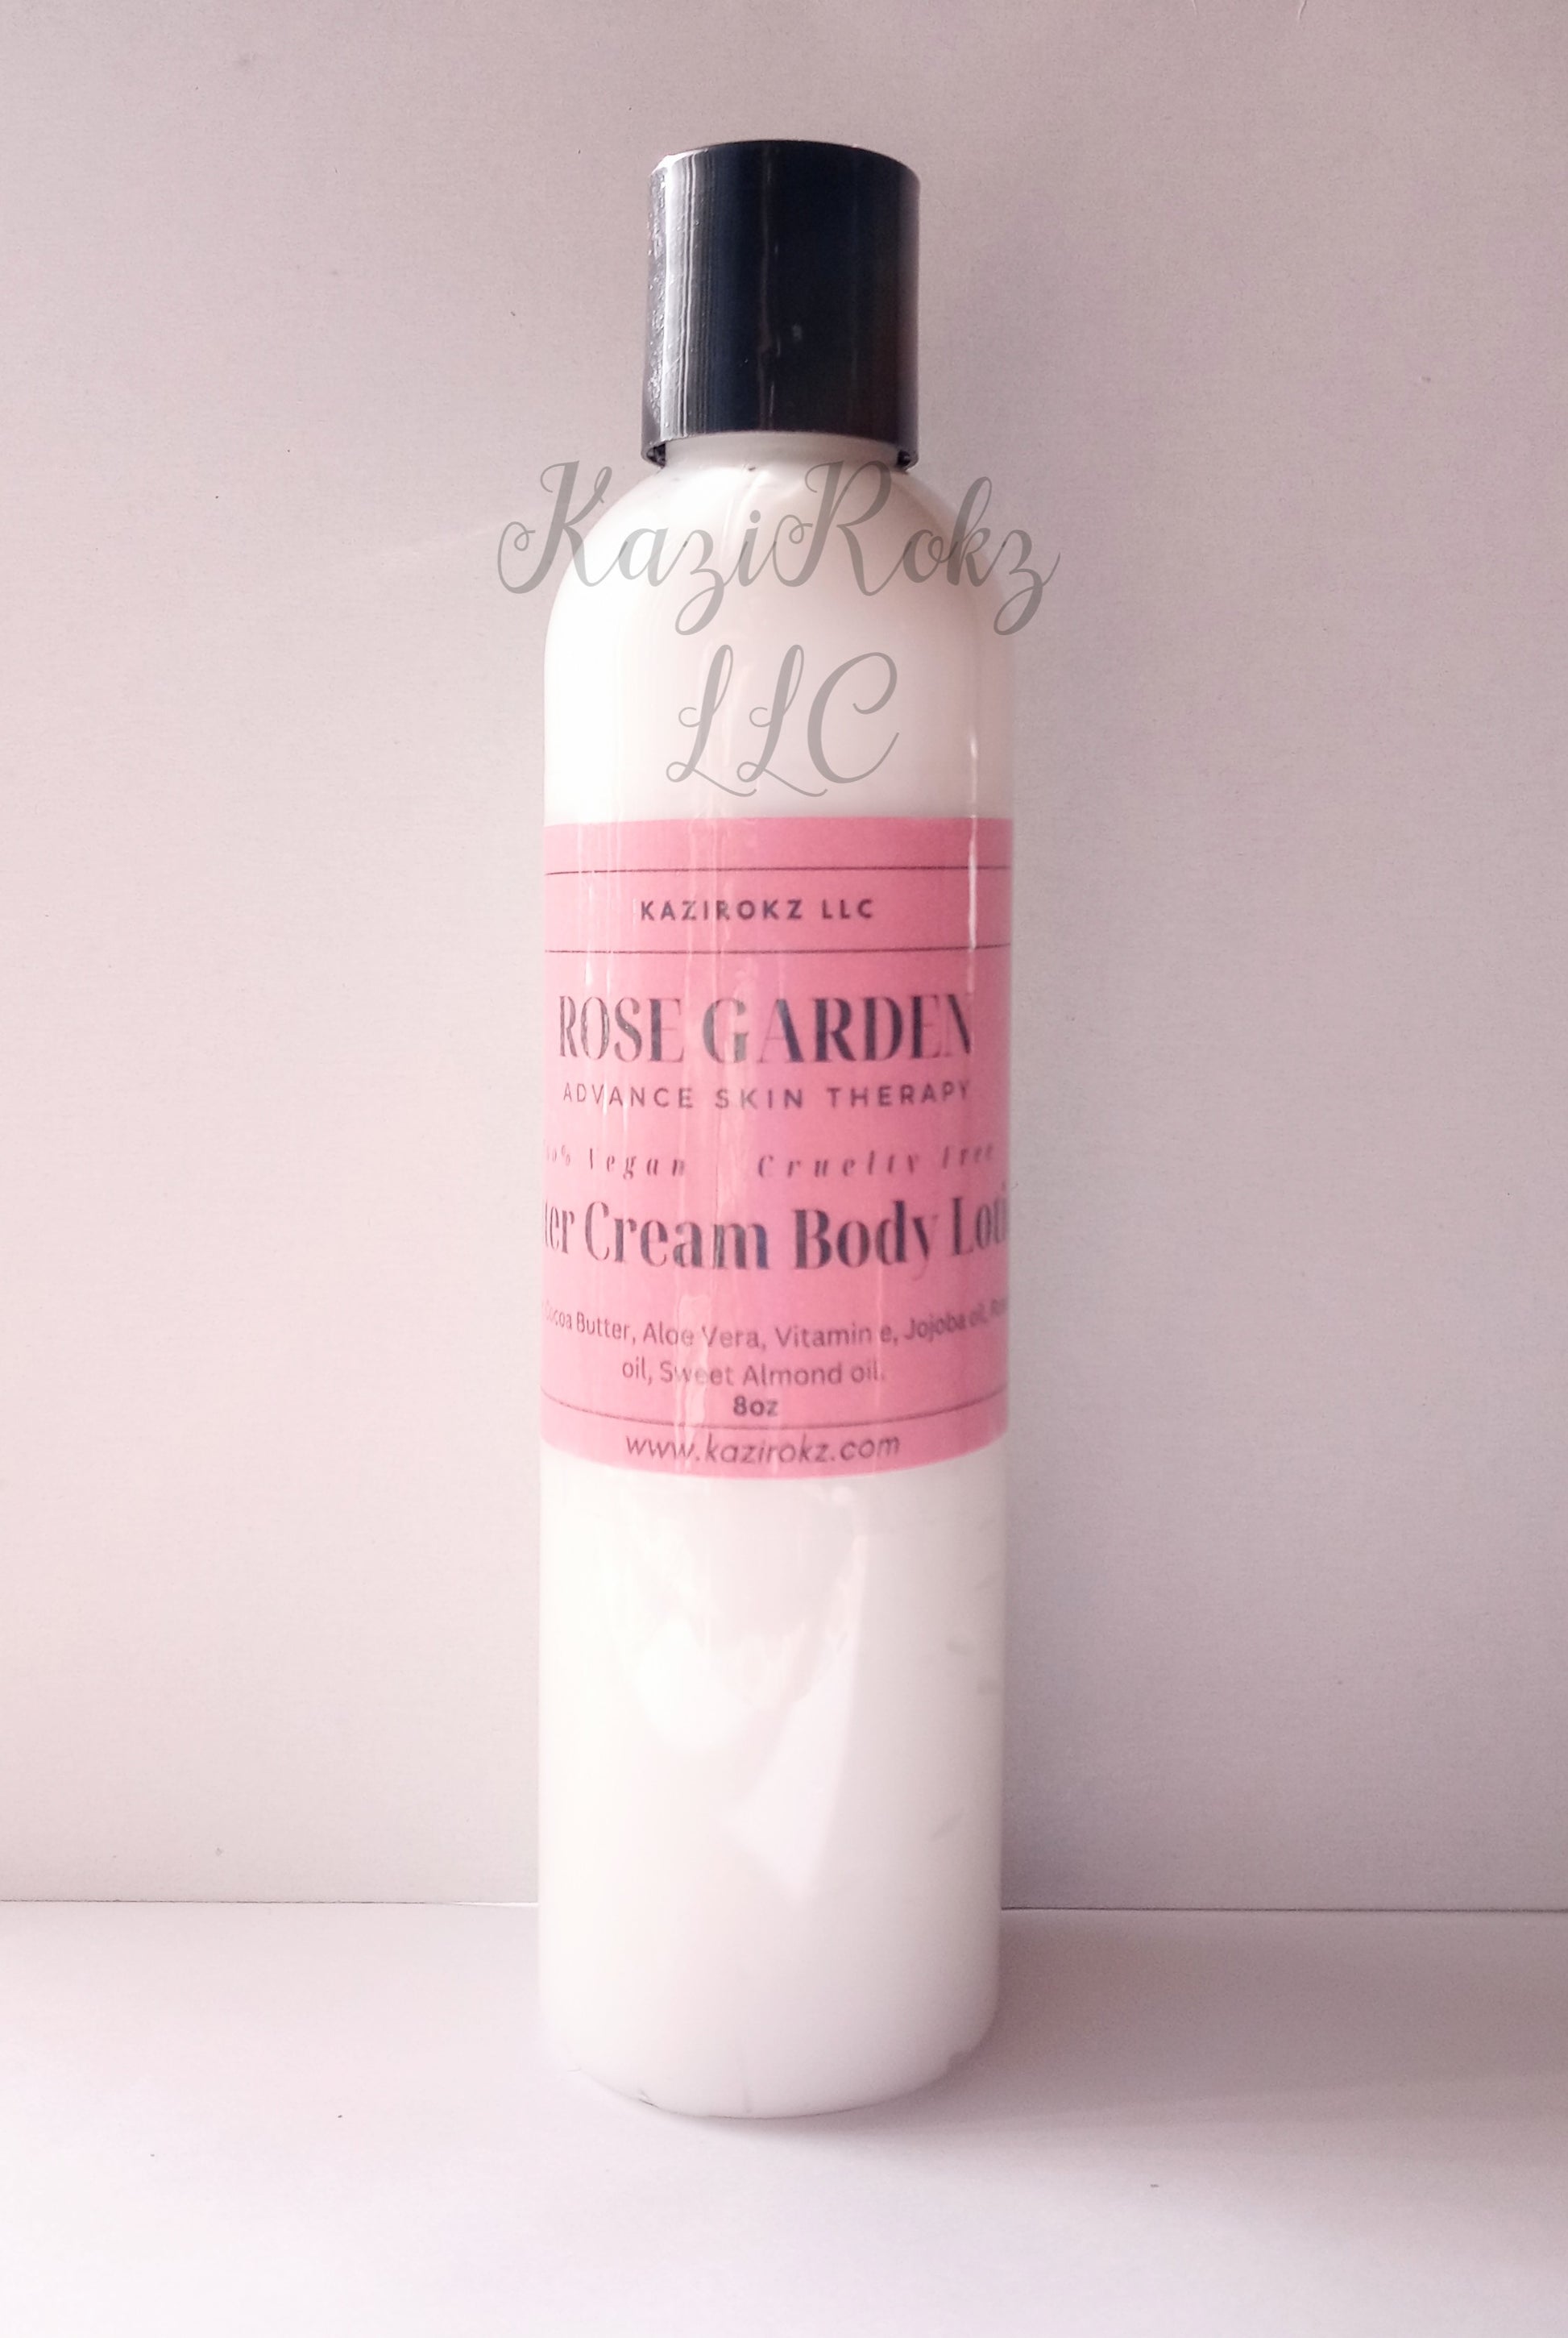 KaziRokz
LLC
KAZIROKZ LLC
ROSE GARDEN
ADVANCE SKIN THERAPY
Vegan Cruelty Free
Cream Body
Butter, Aloe Vera, Vitamin e, Jojoba oil,
oil, Sweet Almond oil.
8oz
www.kazirokz.com